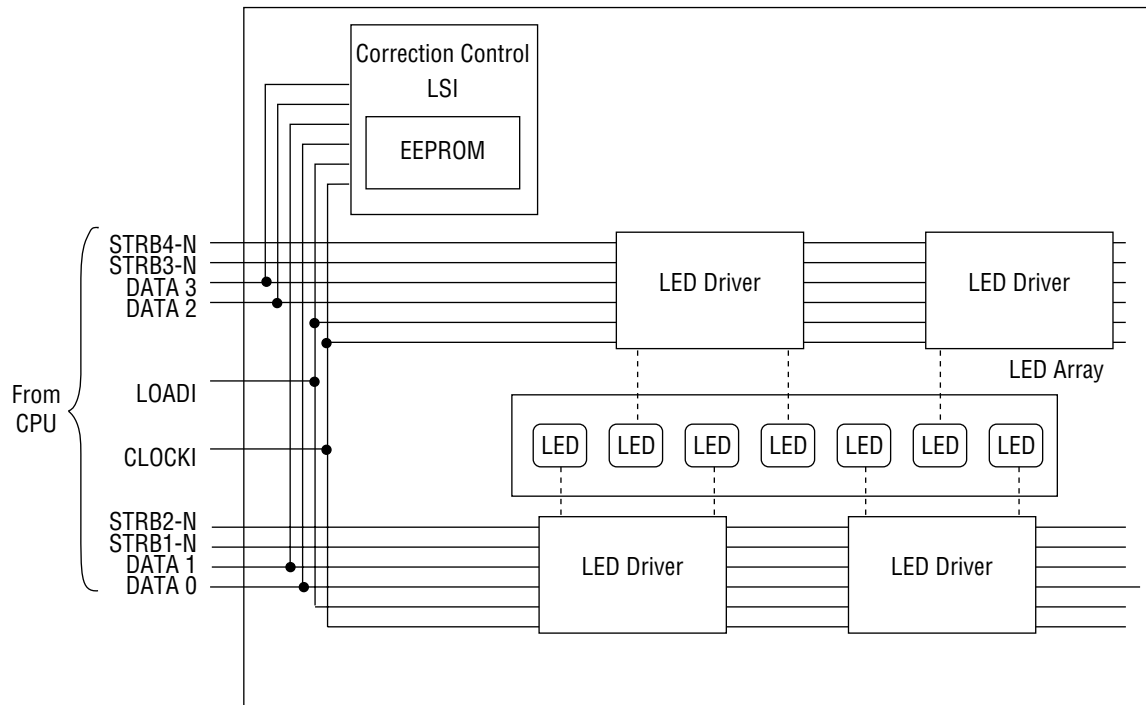 Correction Control
LSI
EEPROM
STRB4-N
STRB3-N
DATA 3
DATA 2
LED Driver
LED Driver
LED Array
From
CPU
LOADI
CLOCKI
LED
LED
LED
LED
LED
LED
LED
STRB2-N
STRB1-N
DATA 1
DATA 0
LED Driver
LED Driver